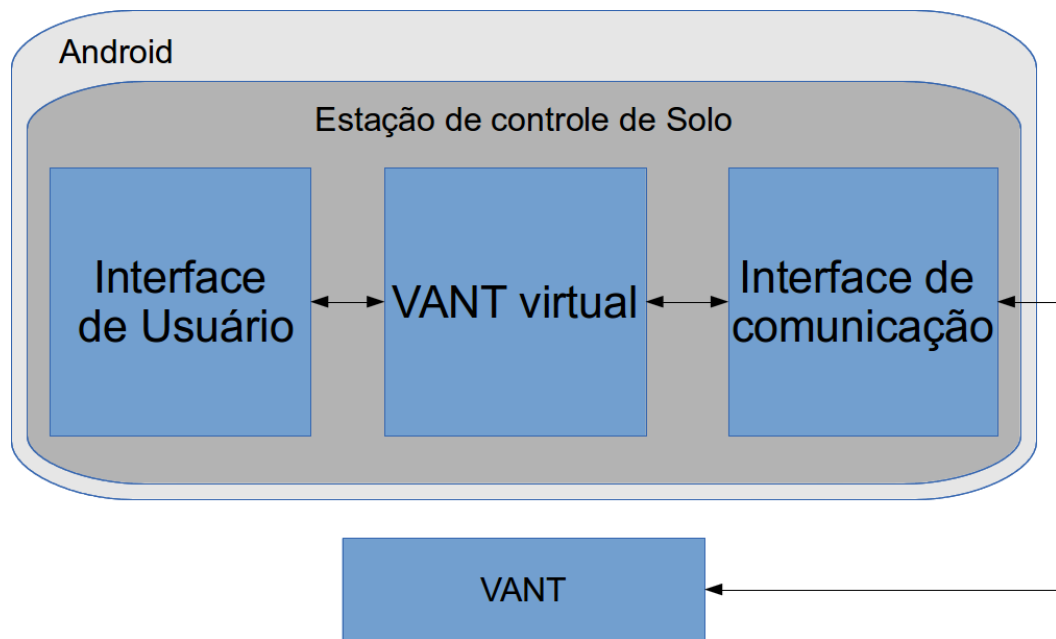 Android
Estação de controle de Solo
Interface
de Usuário
VANT virtual
Interface de
comunicação
VANT